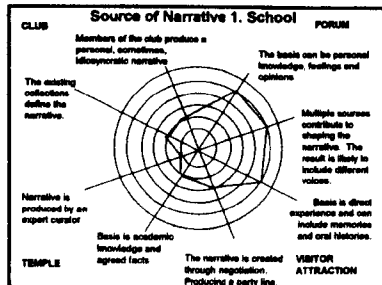 Source of Narrative 1. School
CLUB
FORUM
Members of the club produce a
personal, sometimes,
idiosyncratic narrative
The basis can be personal
knowledge, feelings and
opinions
The existing
collections
define the
narrative.
Multiple sources
contribute to
shaping the
narrative. The
result is likely to
include different
voices.
Narrative is
produced by an
expert curator
Basis is direct
experience and can
include memories
and oral histories.
Basis is academic
knowledge and
agreed facts
The narrative is created
through negotiation.
Producing a party line.
TEMPLE
VISITOR
ATTRACTION